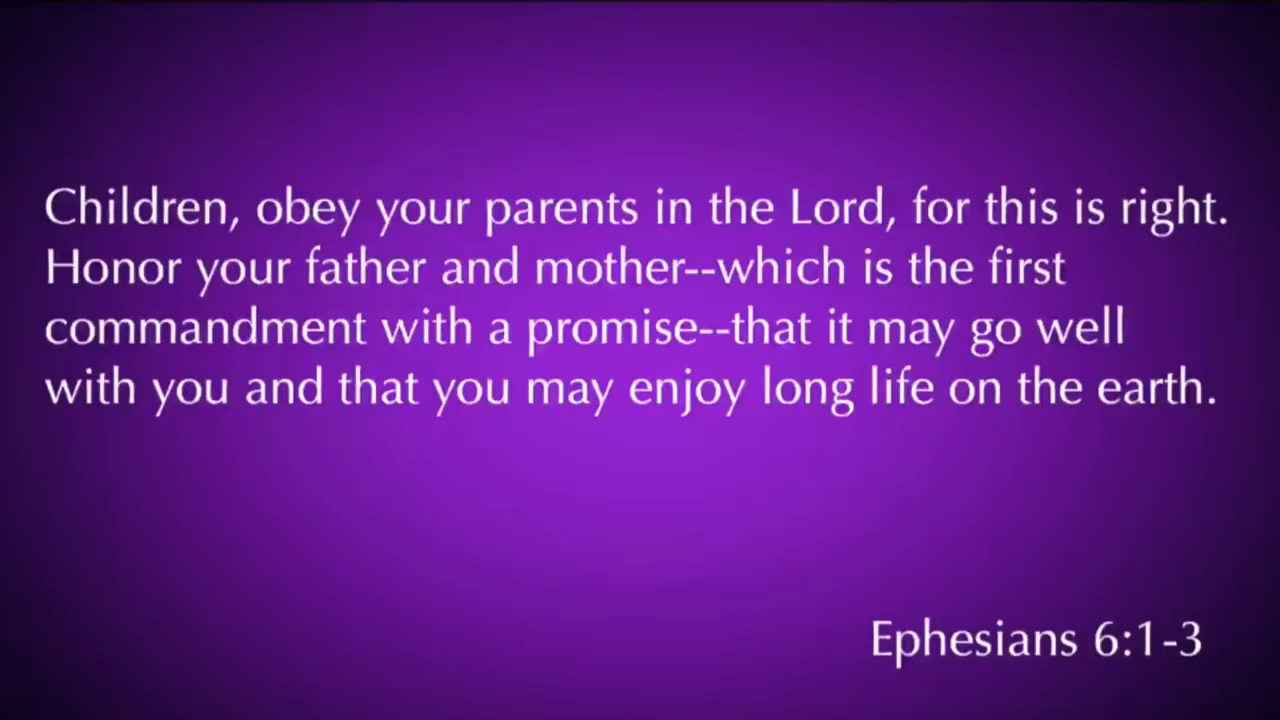 Children, obey your parents in the Lord, for this is right.
Honor your father and mother--which is the first
commandment with a promise--that it may go well
with you and that you may enjoy long life on the earth.
Ephesians 6:1-3